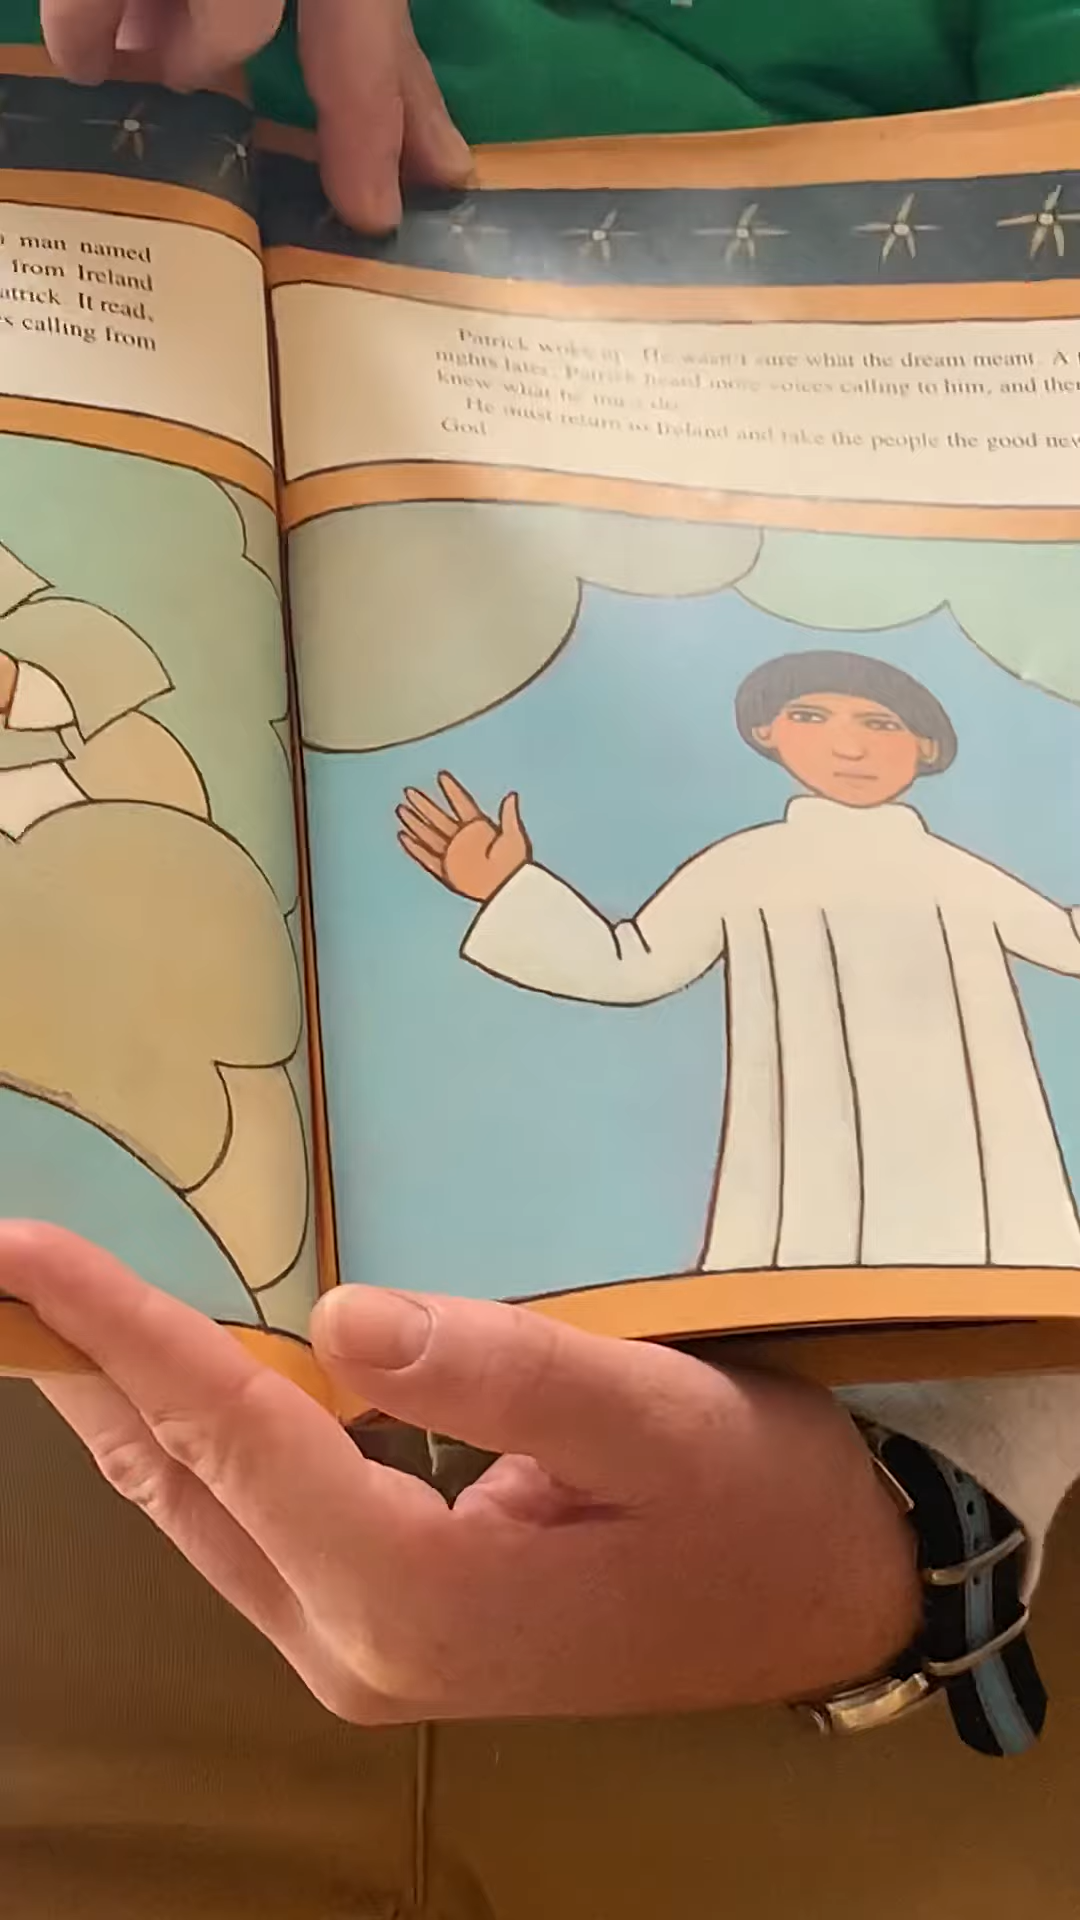 man named
from Ireland
atrick. It read,
s calling from
Patrick woke up. He wasn't sure what the dream meant. A
nights later, Patrick heard more voices calling to him, and
knew what he must do.
He must return to Ireland and take the people the good
God